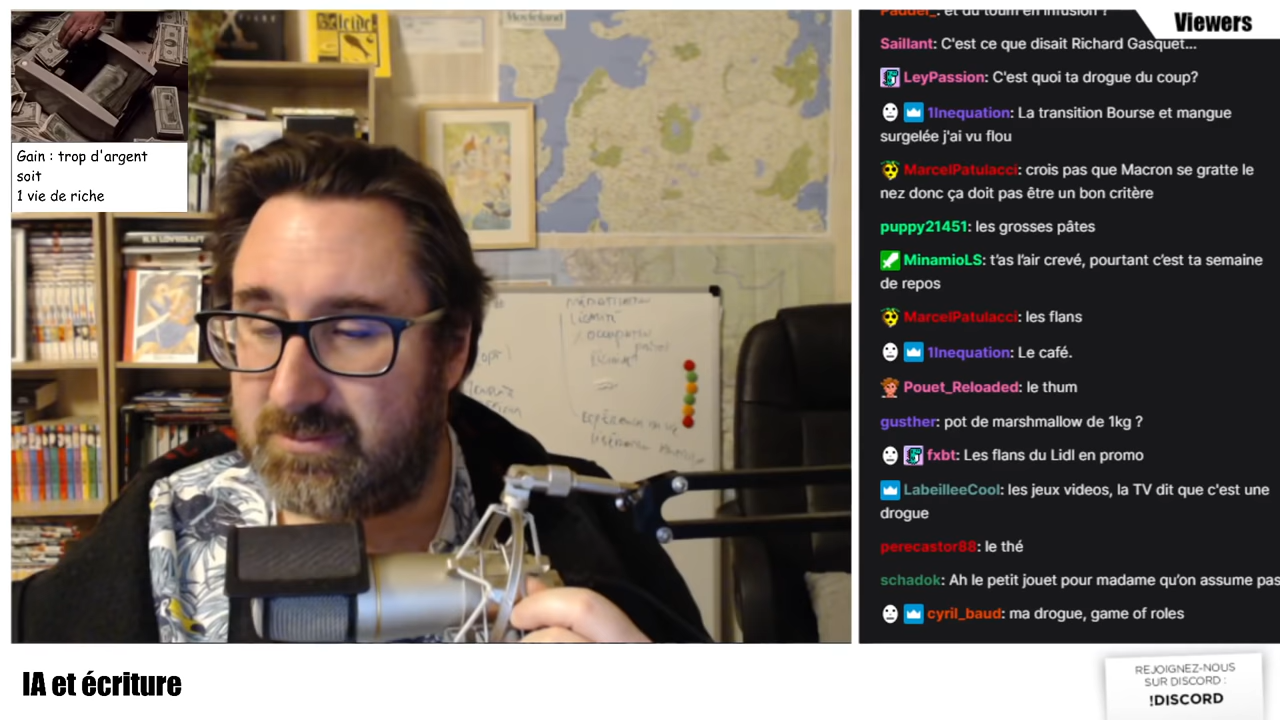 Gain : trop d'argent
soit
1 vie de riche
Movieland
H.P. LOVECRAFT
Viewers
Saillant: C'est ce que disait Richard Gasquet...
LeyPassion: C'est quoi ta drogue du coup?
1Inequation: La transition Bourse et mangue
surgelée j'ai vu flou
MarcelPatulacci: crois pas que Macron se gratte le
nez donc ça doit pas être un bon critère
puppy21451: les grosses pâtes
MinamioLS: t'as l'air crevé, pourtant c'est ta semaine
de repos
MarcelPatulacci: les flans
1Inequation: Le café.
Pouet_Reloaded: le thum
gusther: pot de marshmallow de 1kg ?
fxbt: Les flans du Lidl en promo
LabeilleeCool: les jeux videos, la TV dit que c'est une
drogue
perecastor88: le thé
schadok: Ah le petit jouet pour madame qu'on assume pas
cyril_baud: ma drogue, game of roles
IA et écriture
REJOIGNEZ-NOUS
SUR DISCORD :
!DISCORD